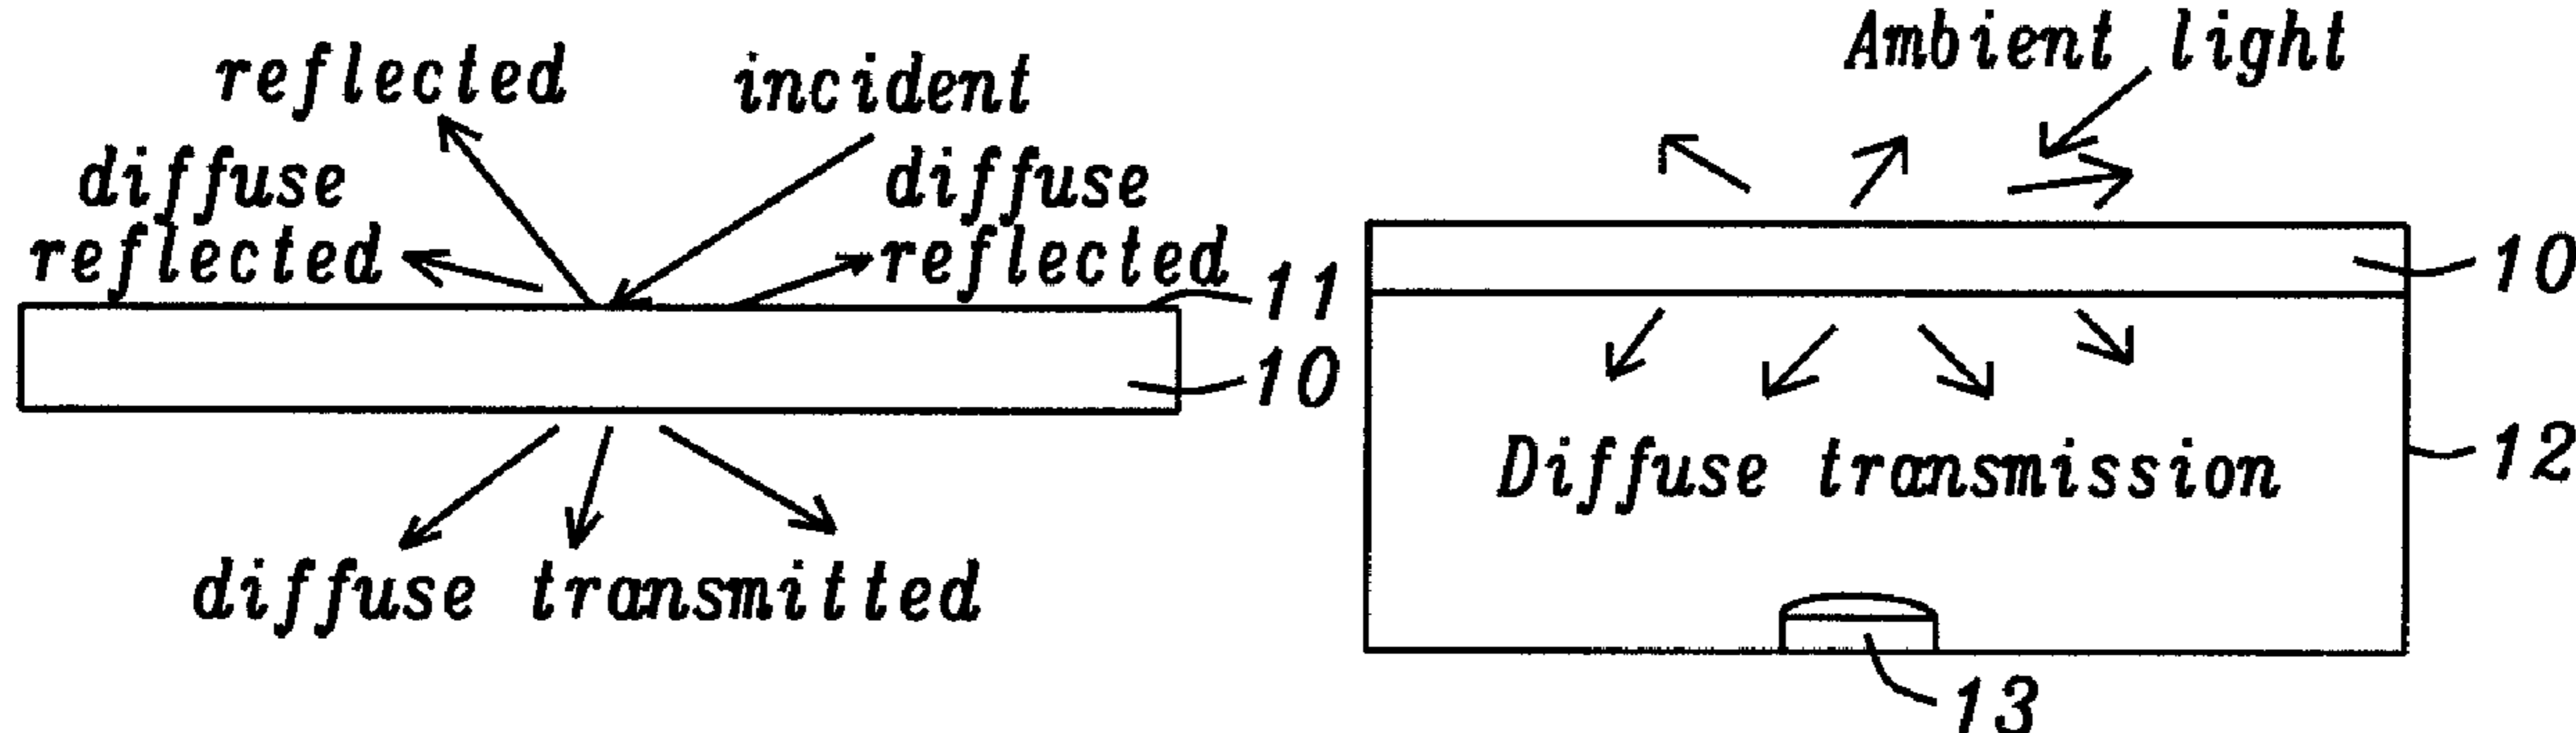 reflected
incident
diffuse
reflected
diffuse
reflected
11
10
diffuse transmitted
Ambient light
10
12
Diffuse transmission
13